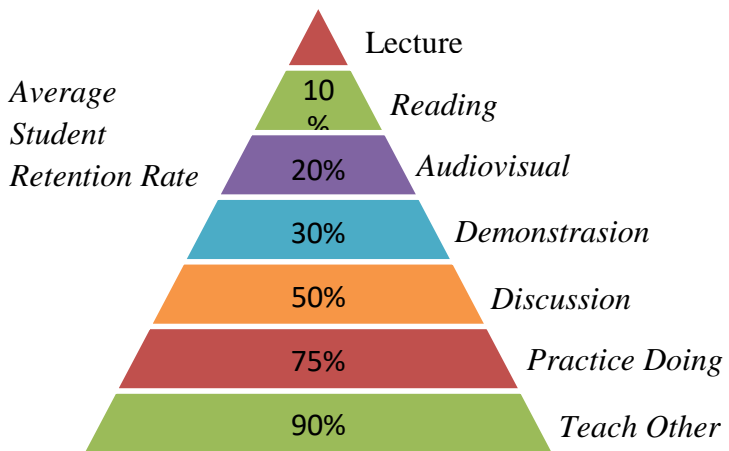 Lecture
Average
Student
Retention Rate
10
%
Reading
20%
Audiovisual
30%
Demonstrasion
50%
Discussion
75%
Practice Doing
90%
Teach Other